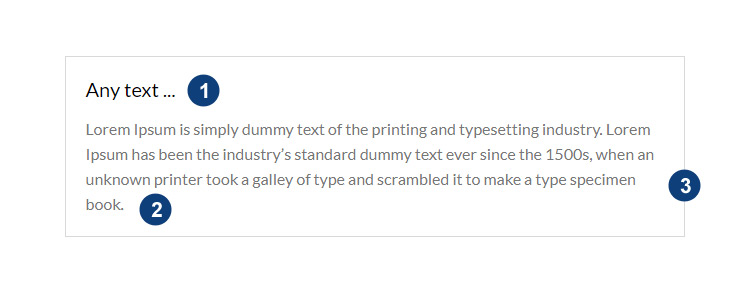 Any text ... 1
Lorem Ipsum is simply dummy text of the printing and typesetting industry. Lorem
Ipsum has been the industry’s standard dummy text ever since the 1500s, when an
unknown printer took a galley of type and scrambled it to make a type specimen
3
book. 2